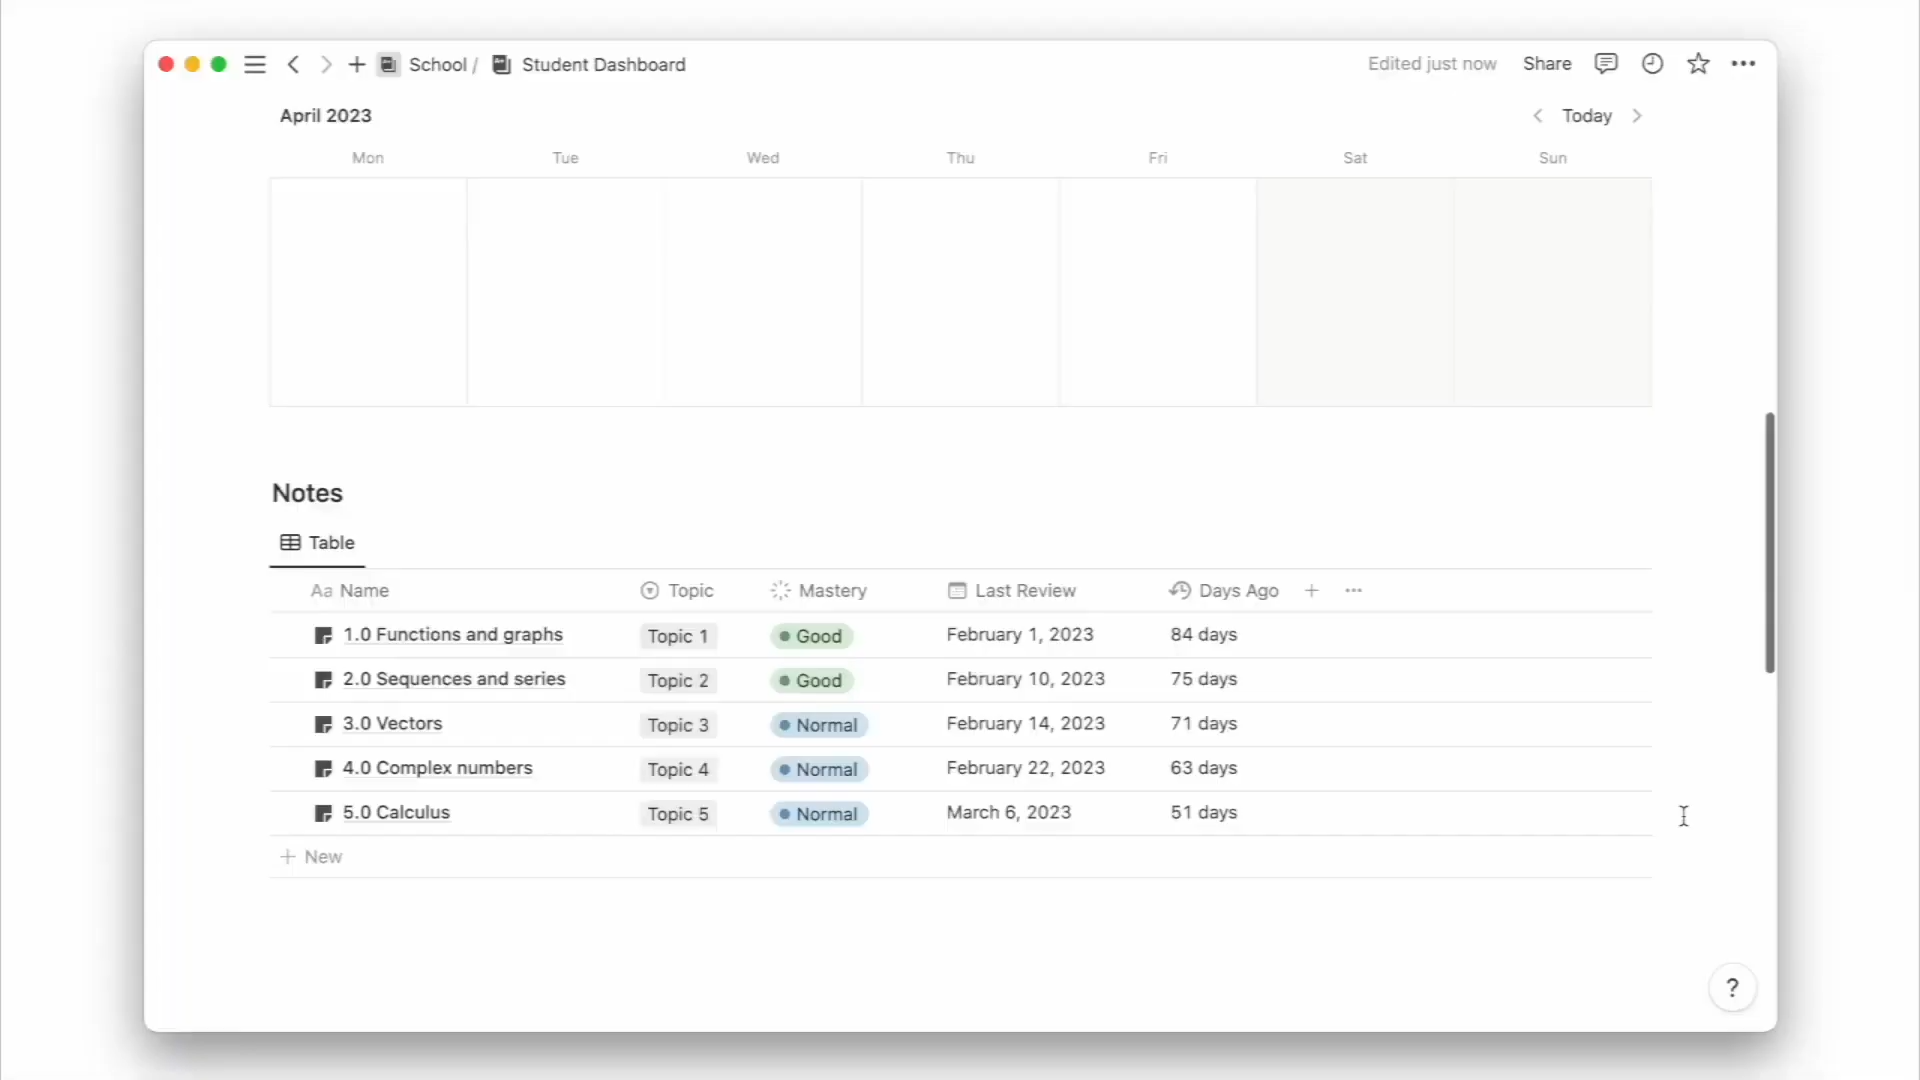 School / Student Dashboard Edited just now Share
April 2023 Today
Mon Tue Wed Thu Fri Sat Sun
Notes
Table
Aa Name Topic Mastery Last Review Days Ago
1.0 Functions and graphs Topic 1 Good February 1, 2023 84 days
2.0 Sequences and series Topic 2 Good February 10, 2023 75 days
3.0 Vectors Topic 3 Normal February 14, 2023 71 days
4.0 Complex numbers Topic 4 Normal February 22, 2023 63 days
5.0 Calculus Topic 5 Normal March 6, 2023 51 days
+ New
?